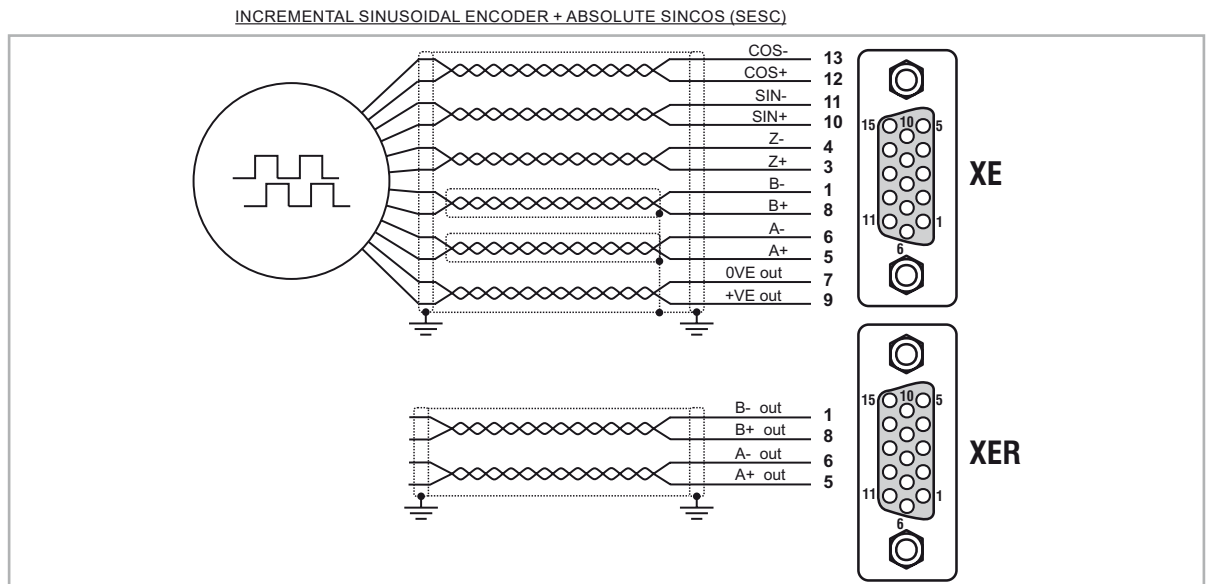 INCREMENTAL SINUSOIDAL ENCODER + ABSOLUTE SINCOS (SESC)
COS- 13
COS+ 12
SIN- 11
SIN+ 10
Z- 4
Z+ 3
B- 1
B+ 8
A- 6
A+ 5
0VE out 7
+VE out 9
15 10 5
11 1
6
XE
B- out 1
B+ out 8
A- out 6
A+ out 5
15 10 5
11 1
6
XER